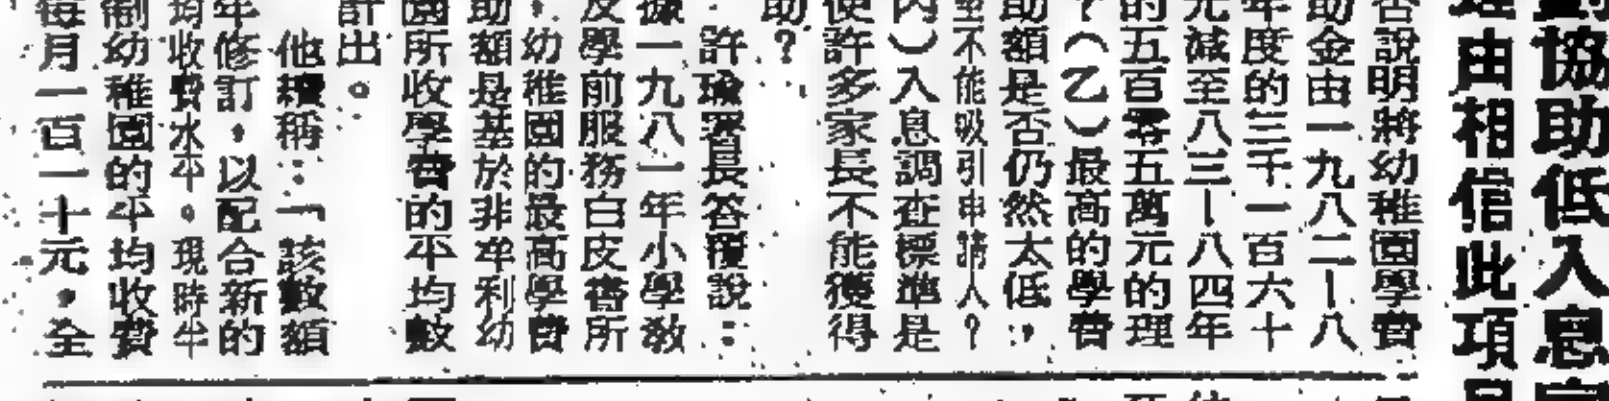 協助低入息
由相信此項
否說明將幼稚園學費
助金由一九八二—八
年度的三千一百六十
元減至八三—八四年
的五百零五萬元的理
?(乙)最高的學費
助額是否仍然太低,
至不能吸引申請人?
內)入息調查標準是
使許多家長不能獲得
助?
許瑜署長答覆說:
據一九八一年小學教
及學前服務白皮書所
,幼稚園的最高學費
助額是基於非牟利幼
園所收學費的平均數
計出。
他續稱:「該數額
年修訂,以配合新的
均收費水平。現時半
制幼稚園的平均收費
每月一百一十元,全